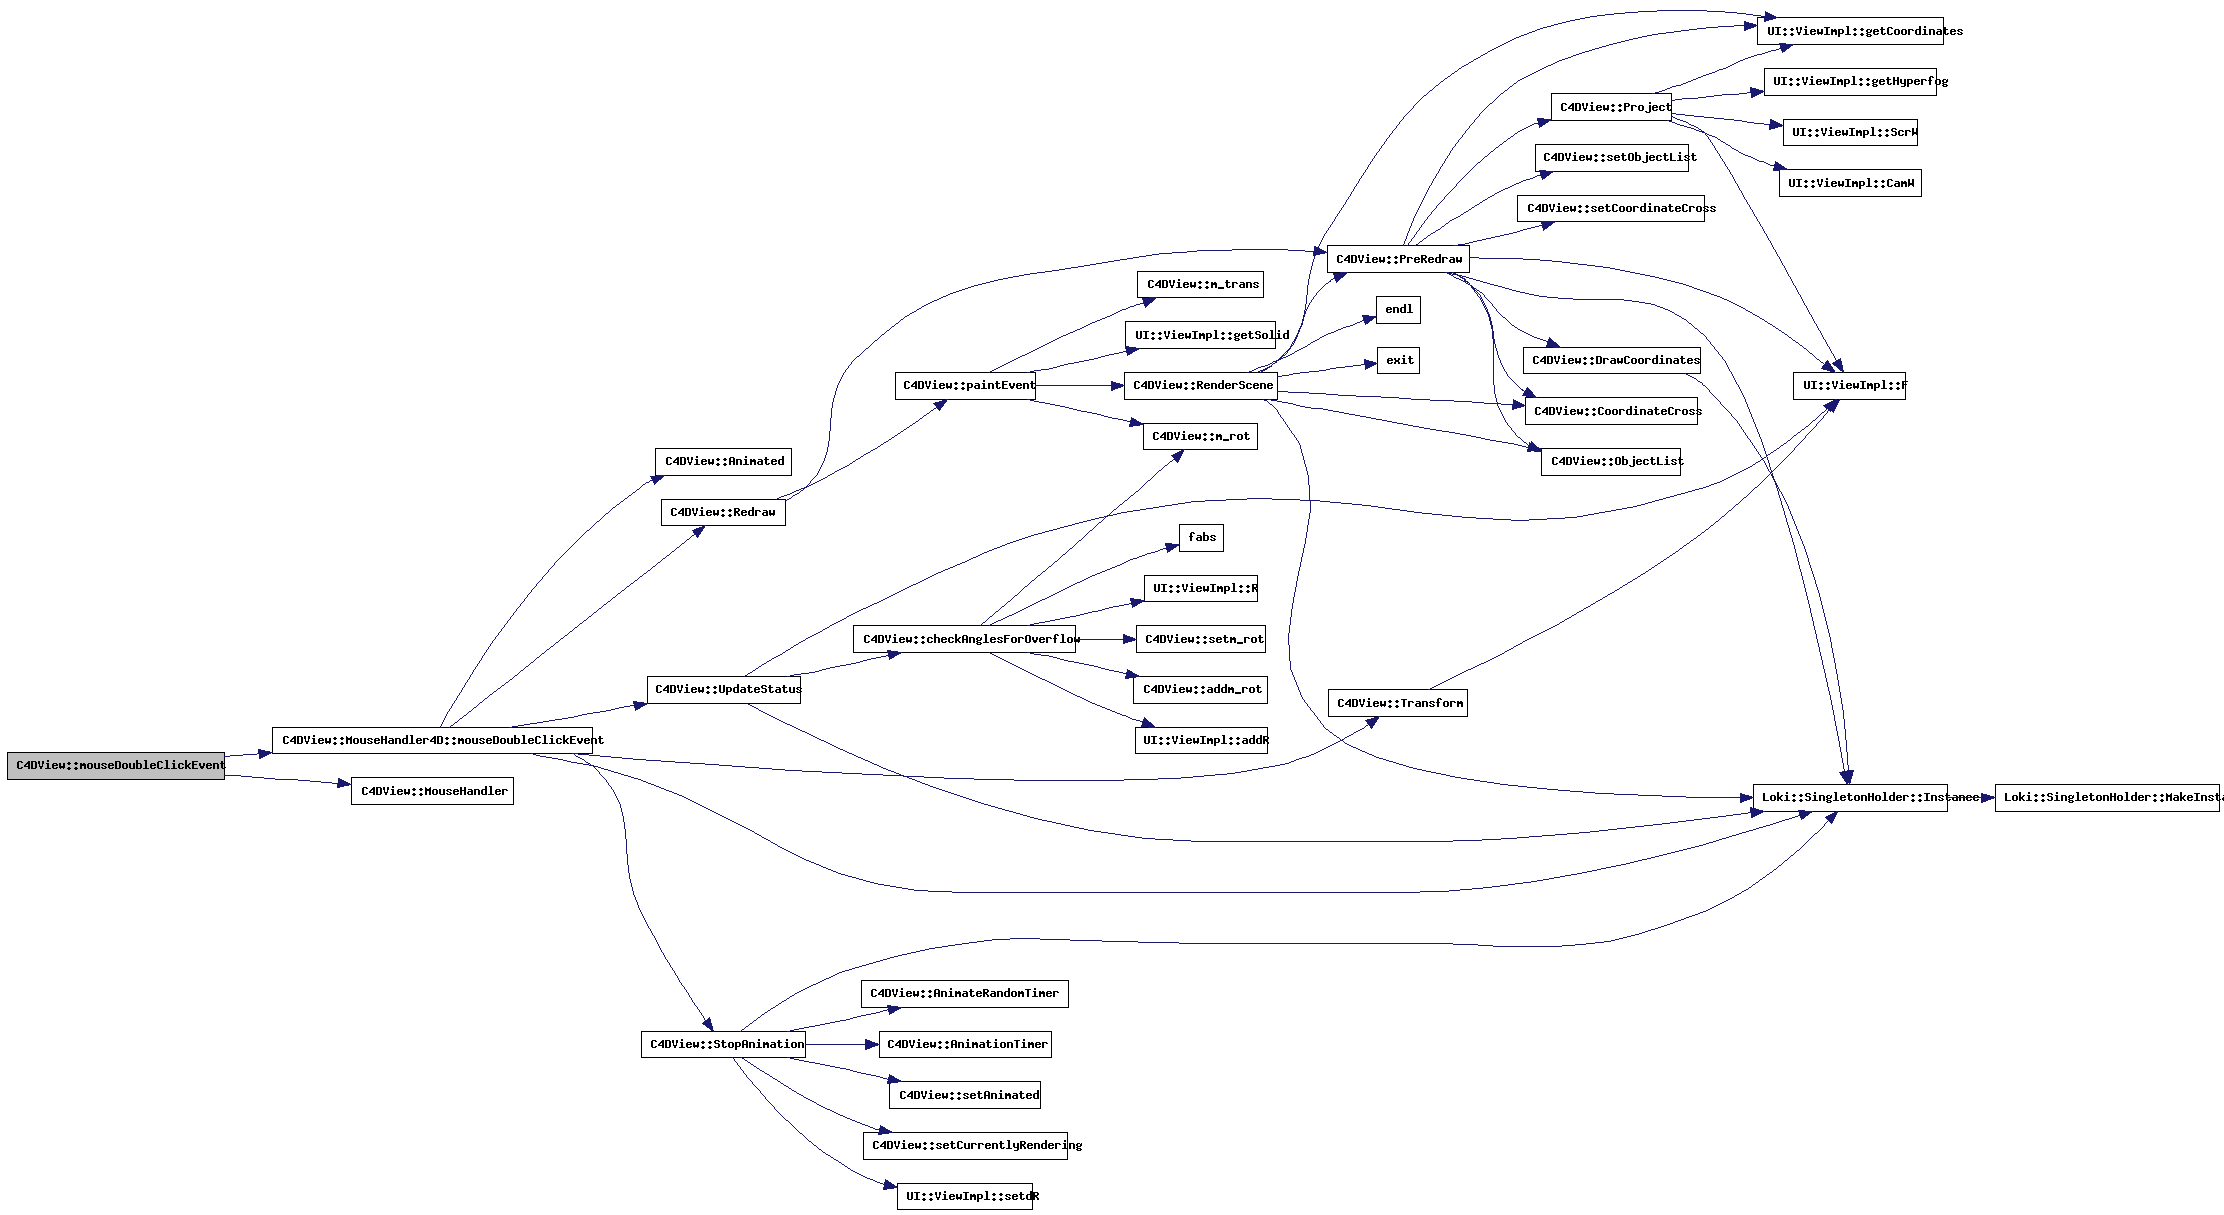 UI::ViewImpl::getCoordinates
UI::ViewImpl::getHyperfog
C4DView::Project
UI::ViewImpl::ScrW
C4DView::setObjectList
UI::ViewImpl::CamW
C4DView::setCoordinateCross
C4DView::PreRedraw
C4DView::m_trans
endl
UI::ViewImpl::getSolid
exit
C4DView::DrawCoordinates
C4DView::paintEvent
C4DView::RenderScene
UI::ViewImpl::F
C4DView::CoordinateCross
C4DView::m_rot
C4DView::Animated
C4DView::ObjectList
C4DView::Redraw
fabs
UI::ViewImpl::R
C4DView::checkAnglesForOverflow
C4DView::setm_rot
C4DView::UpdateStatus
C4DView::addm_rot
C4DView::Transform
C4DView::MouseHandler4D::mouseDoubleClickEvent
UI::ViewImpl::addR
C4DView::mouseDoubleClickEvent
C4DView::MouseHandler
Loki::SingletonHolder::Instance
Loki::SingletonHolder::MakeInsta
C4DView::AnimateRandomTimer
C4DView::StopAnimation
C4DView::AnimationTimer
C4DView::setAnimated
C4DView::setCurrentlyRendering
UI::ViewImpl::setdR